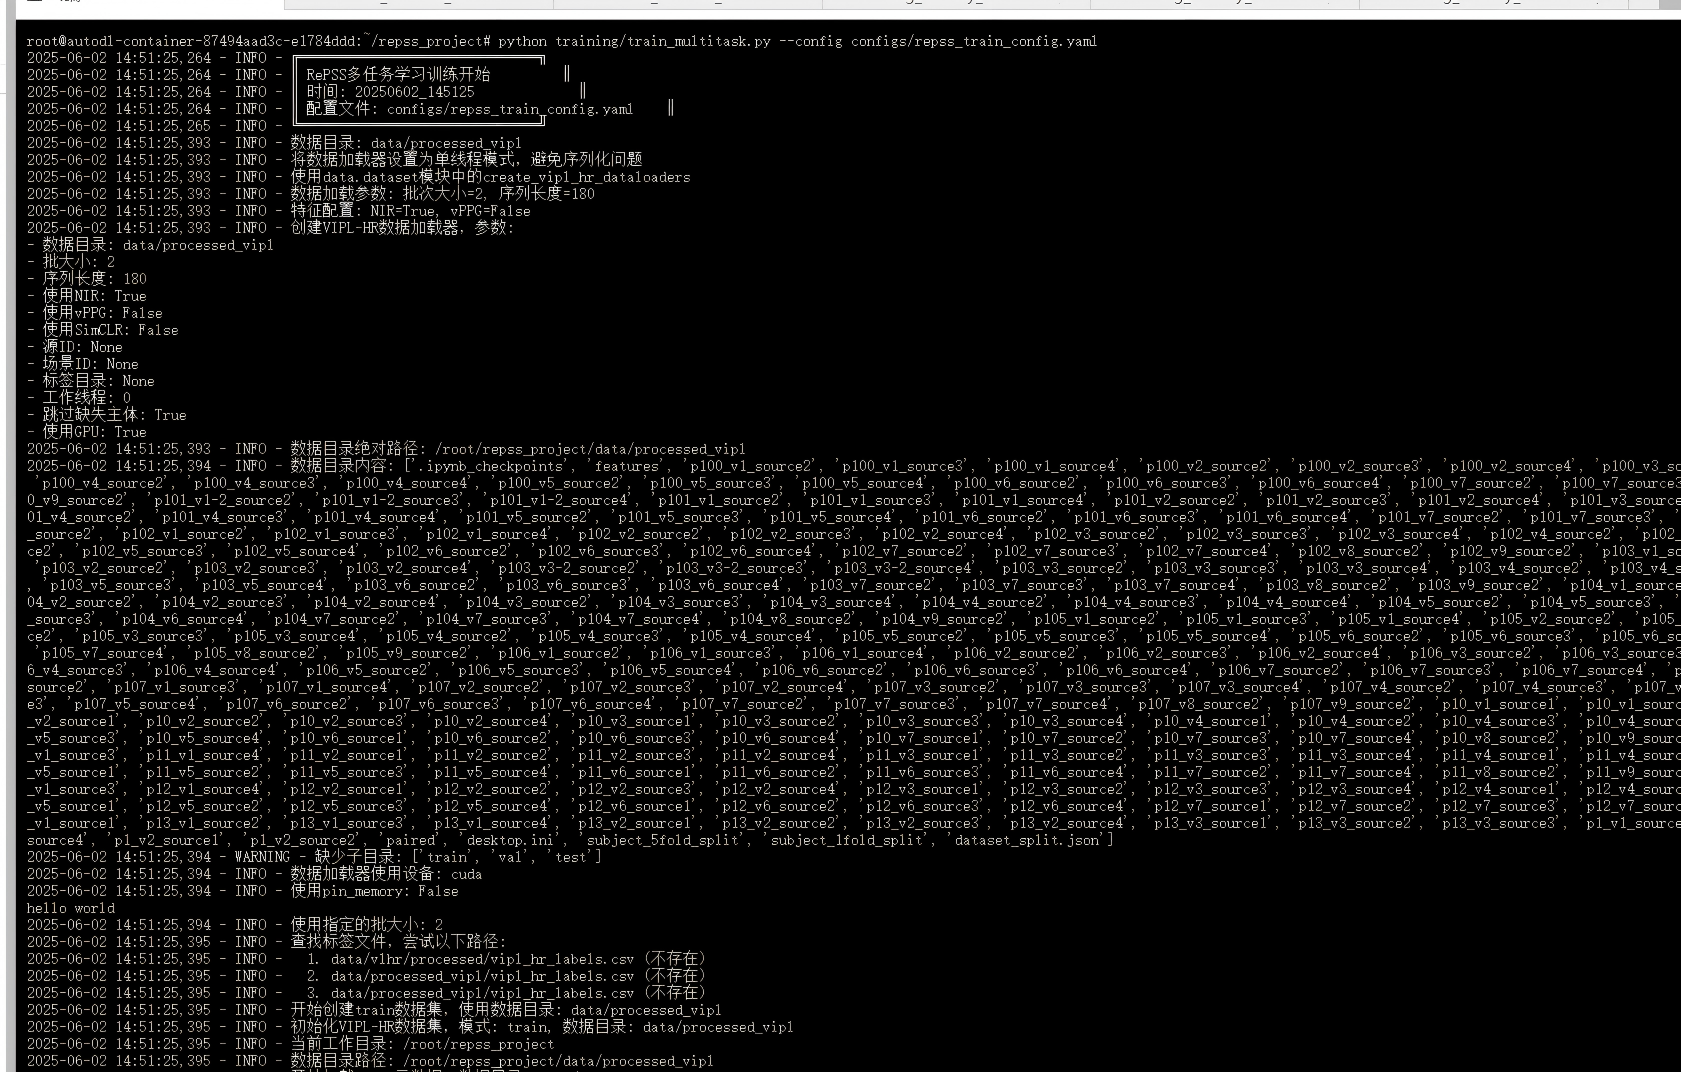 root@autodl-container-87494aad3c-e1784ddd:~/repss_project# python training/train_multitask.py --config configs/repss_train_config.yaml
2025-06-02 14:51:25,264 - INFO - ╔══════════════════════════════╗
2025-06-02 14:51:25,264 - INFO - ║ RePSS多任务学习训练开始 ║
2025-06-02 14:51:25,264 - INFO - ║ 时间: 20250602_145125 ║
2025-06-02 14:51:25,264 - INFO - ║ 配置文件: configs/repss_train_config.yaml ║
2025-06-02 14:51:25,265 - INFO - ╚══════════════════════════════╝
2025-06-02 14:51:25,393 - INFO - 数据目录: data/processed_vipl
2025-06-02 14:51:25,393 - INFO - 将数据加载器设置为单线程模式，避免序列化问题
2025-06-02 14:51:25,393 - INFO - 使用data.dataset模块中的create_vipl_hr_dataloaders
2025-06-02 14:51:25,393 - INFO - 数据加载参数: 批次大小=2, 序列长度=180
2025-06-02 14:51:25,393 - INFO - 特征配置: NIR=True, vPPG=False
2025-06-02 14:51:25,393 - INFO - 创建VIPL-HR数据加载器，参数:
- 数据目录: data/processed_vipl
- 批大小: 2
- 序列长度: 180
- 使用NIR: True
- 使用vPPG: False
- 使用SimCLR: False
- 源ID: None
- 场景ID: None
- 标签目录: None
- 工作线程: 0
- 跳过缺失主体: True
- 使用GPU: True
2025-06-02 14:51:25,393 - INFO - 数据目录绝对路径: /root/repss_project/data/processed_vipl
2025-06-02 14:51:25,394 - INFO - 数据目录内容: ['.ipynb_checkpoints', 'features', 'p100_v1_source2', 'p100_v1_source3', 'p100_v1_source4', 'p100_v2_source2', 'p100_v2_source3', 'p100_v2_source4', 'p100_v3_sc
'p100_v4_source2', 'p100_v4_source3', 'p100_v4_source4', 'p100_v5_source2', 'p100_v5_source3', 'p100_v5_source4', 'p100_v6_source2', 'p100_v6_source3', 'p100_v6_source4', 'p100_v7_source2', 'p100_v7_source3
0_v9_source2', 'p101_v1-2_source2', 'p101_v1-2_source3', 'p101_v1-2_source4', 'p101_v1_source2', 'p101_v1_source3', 'p101_v1_source4', 'p101_v2_source2', 'p101_v2_source3', 'p101_v2_source4', 'p101_v3_source
01_v4_source2', 'p101_v4_source3', 'p101_v4_source4', 'p101_v5_source2', 'p101_v5_source3', 'p101_v5_source4', 'p101_v6_source2', 'p101_v6_source3', 'p101_v6_source4', 'p101_v7_source2', 'p101_v7_source3',
_source2', 'p102_v1_source2', 'p102_v1_source3', 'p102_v1_source4', 'p102_v2_source2', 'p102_v2_source3', 'p102_v2_source4', 'p102_v3_source2', 'p102_v3_source3', 'p102_v3_source4', 'p102_v4_source2', 'p102_
ce2', 'p102_v5_source3', 'p102_v5_source4', 'p102_v6_source2', 'p102_v6_source3', 'p102_v6_source4', 'p102_v7_source2', 'p102_v7_source3', 'p102_v7_source4', 'p102_v8_source2', 'p102_v9_source2', 'p103_v1_so
'p103_v2_source2', 'p103_v2_source3', 'p103_v2_source4', 'p103_v3-2_source2', 'p103_v3-2_source3', 'p103_v3-2_source4', 'p103_v3_source2', 'p103_v3_source3', 'p103_v3_source4', 'p103_v4_source2', 'p103_v4_s
, 'p103_v5_source3', 'p103_v5_source4', 'p103_v6_source2', 'p103_v6_source3', 'p103_v6_source4', 'p103_v7_source2', 'p103_v7_source3', 'p103_v7_source4', 'p103_v8_source2', 'p103_v9_source2', 'p104_v1_source
04_v2_source2', 'p104_v2_source3', 'p104_v2_source4', 'p104_v3_source2', 'p104_v3_source3', 'p104_v3_source4', 'p104_v4_source2', 'p104_v4_source3', 'p104_v4_source4', 'p104_v5_source2', 'p104_v5_source3',
_source3', 'p104_v6_source4', 'p104_v7_source2', 'p104_v7_source3', 'p104_v7_source4', 'p104_v8_source2', 'p104_v9_source2', 'p105_v1_source2', 'p105_v1_source3', 'p105_v1_source4', 'p105_v2_source2', 'p105_
ce2', 'p105_v3_source3', 'p105_v3_source4', 'p105_v4_source2', 'p105_v4_source3', 'p105_v4_source4', 'p105_v5_source2', 'p105_v5_source3', 'p105_v5_source4', 'p105_v6_source2', 'p105_v6_source3', 'p105_v6_sc
'p105_v7_source4', 'p105_v8_source2', 'p105_v9_source2', 'p106_v1_source2', 'p106_v1_source3', 'p106_v1_source4', 'p106_v2_source2', 'p106_v2_source3', 'p106_v2_source4', 'p106_v3_source2', 'p106_v3_source3
6_v4_source3', 'p106_v4_source4', 'p106_v5_source2', 'p106_v5_source3', 'p106_v5_source4', 'p106_v6_source2', 'p106_v6_source3', 'p106_v6_source4', 'p106_v7_source2', 'p106_v7_source3', 'p106_v7_source4', 'p
source2', 'p107_v1_source3', 'p107_v1_source4', 'p107_v2_source2', 'p107_v2_source3', 'p107_v2_source4', 'p107_v3_source2', 'p107_v3_source3', 'p107_v3_source4', 'p107_v4_source2', 'p107_v4_source3', 'p107_v
e3', 'p107_v5_source4', 'p107_v6_source2', 'p107_v6_source3', 'p107_v6_source4', 'p107_v7_source2', 'p107_v7_source3', 'p107_v7_source4', 'p107_v8_source2', 'p107_v9_source2', 'p10_v1_source1', 'p10_v1_sourc
_v2_source1', 'p10_v2_source2', 'p10_v2_source3', 'p10_v2_source4', 'p10_v3_source1', 'p10_v3_source2', 'p10_v3_source3', 'p10_v3_source4', 'p10_v4_source1', 'p10_v4_source2', 'p10_v4_source3', 'p10_v4_sourc
_v5_source3', 'p10_v5_source4', 'p10_v6_source1', 'p10_v6_source2', 'p10_v6_source3', 'p10_v6_source4', 'p10_v7_source1', 'p10_v7_source2', 'p10_v7_source3', 'p10_v7_source4', 'p10_v8_source2', 'p10_v9_sourc
_v1_source3', 'p11_v1_source4', 'p11_v2_source1', 'p11_v2_source2', 'p11_v2_source3', 'p11_v2_source4', 'p11_v3_source1', 'p11_v3_source2', 'p11_v3_source3', 'p11_v3_source4', 'p11_v4_source1', 'p11_v4_sourc
_v5_source1', 'p11_v5_source2', 'p11_v5_source3', 'p11_v5_source4', 'p11_v6_source1', 'p11_v6_source2', 'p11_v6_source3', 'p11_v6_source4', 'p11_v7_source2', 'p11_v7_source4', 'p11_v8_source2', 'p11_v9_sourc
_v1_source3', 'p12_v1_source4', 'p12_v2_source1', 'p12_v2_source2', 'p12_v2_source3', 'p12_v2_source4', 'p12_v3_source1', 'p12_v3_source2', 'p12_v3_source3', 'p12_v3_source4', 'p12_v4_source2', 'p12_v4_sourc
_v5_source1', 'p12_v5_source2', 'p12_v5_source3', 'p12_v5_source4', 'p12_v6_source1', 'p12_v6_source2', 'p12_v6_source3', 'p12_v6_source4', 'p12_v7_source1', 'p12_v7_source2', 'p12_v7_source3', 'p12_v7_sourc
_v1_source1', 'p13_v1_source2', 'p13_v1_source3', 'p13_v1_source4', 'p13_v2_source1', 'p13_v2_source2', 'p13_v2_source3', 'p13_v2_source4', 'p13_v3_source1', 'p13_v3_source2', 'p13_v3_source3', 'p1_v1_source
source4', 'p1_v2_source1', 'p1_v2_source2', 'paired', 'desktop.ini', 'subject_5fold_split', 'subject_1fold_split', 'dataset_split.json']
2025-06-02 14:51:25,394 - WARNING - 缺少子目录: ['train', 'val', 'test']
2025-06-02 14:51:25,394 - INFO - 数据加载器使用设备: cuda
2025-06-02 14:51:25,394 - INFO - 使用pin_memory: False
hello world
2025-06-02 14:51:25,394 - INFO - 使用指定的批大小: 2
2025-06-02 14:51:25,395 - INFO - 查找标签文件，尝试以下路径:
2025-06-02 14:51:25,395 - INFO -   1. data/vlhr/processed/vipl_hr_labels.csv (不存在)
2025-06-02 14:51:25,395 - INFO -   2. data/processed_vipl/vipl_hr_labels.csv (不存在)
2025-06-02 14:51:25,395 - INFO -   3. data/processed_vipl/vipl_hr_labels.csv (不存在)
2025-06-02 14:51:25,395 - INFO - 开始创建train数据集，使用数据目录: data/processed_vipl
2025-06-02 14:51:25,395 - INFO - 初始化VIPL-HR数据集，模式: train, 数据目录: data/processed_vipl
2025-06-02 14:51:25,395 - INFO - 当前工作目录: /root/repss_project
2025-06-02 14:51:25,395 - INFO - 数据目录路径: /root/repss_project/data/processed_vipl